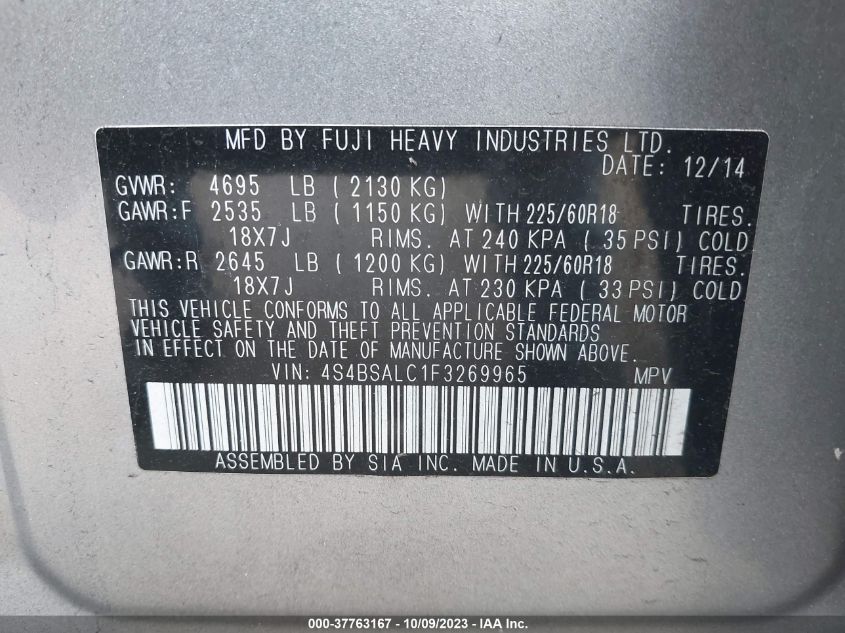 MFD BY FUJI HEAVY INDUSTRIES LTD.
DATE: 12/14
GVWR: 4695 LB ( 2130 KG)
GAWR:F 2535 LB ( 1150 KG) WITH 225/60R18 TIRES.
18X7J RIMS. AT 240 KPA ( 35 PSI) COLD
GAWR:R 2645 LB ( 1200 KG) WITH 225/60R18 TIRES.
18X7J RIMS. AT 230 KPA ( 33 PSI) COLD
THIS VEHICLE CONFORMS TO ALL APPLICABLE FEDERAL MOTOR
VEHICLE SAFETY AND THEFT PREVENTION STANDARDS
IN EFFECT ON THE DATE OF MANUFACTURE SHOWN ABOVE.
VIN: 4S4BSALC1F3269965 MPV
ASSEMBLED BY SIA INC. MADE IN U.S.A.
000-37763167 - 10/09/2023 - IAA Inc.